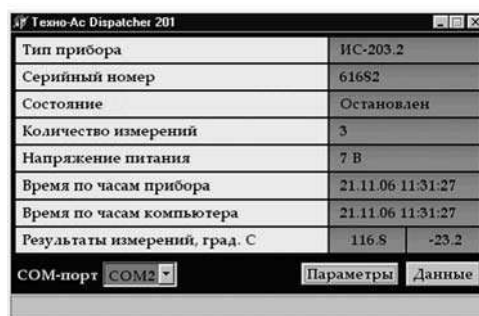 Техно-Ас Dispatcher 201
Тип прибора ИС-203.2
Серийный номер 61682
Состояние Остановлен
Количество измерений 3
Напряжение питания 7 В
Время по часам прибора 21.11.06 11:31:27
Время по часам компьютера 21.11.06 11:31:27
Результаты измерений, град. С 116.8 -23.2
COM-порт COM2 Параметры Данные